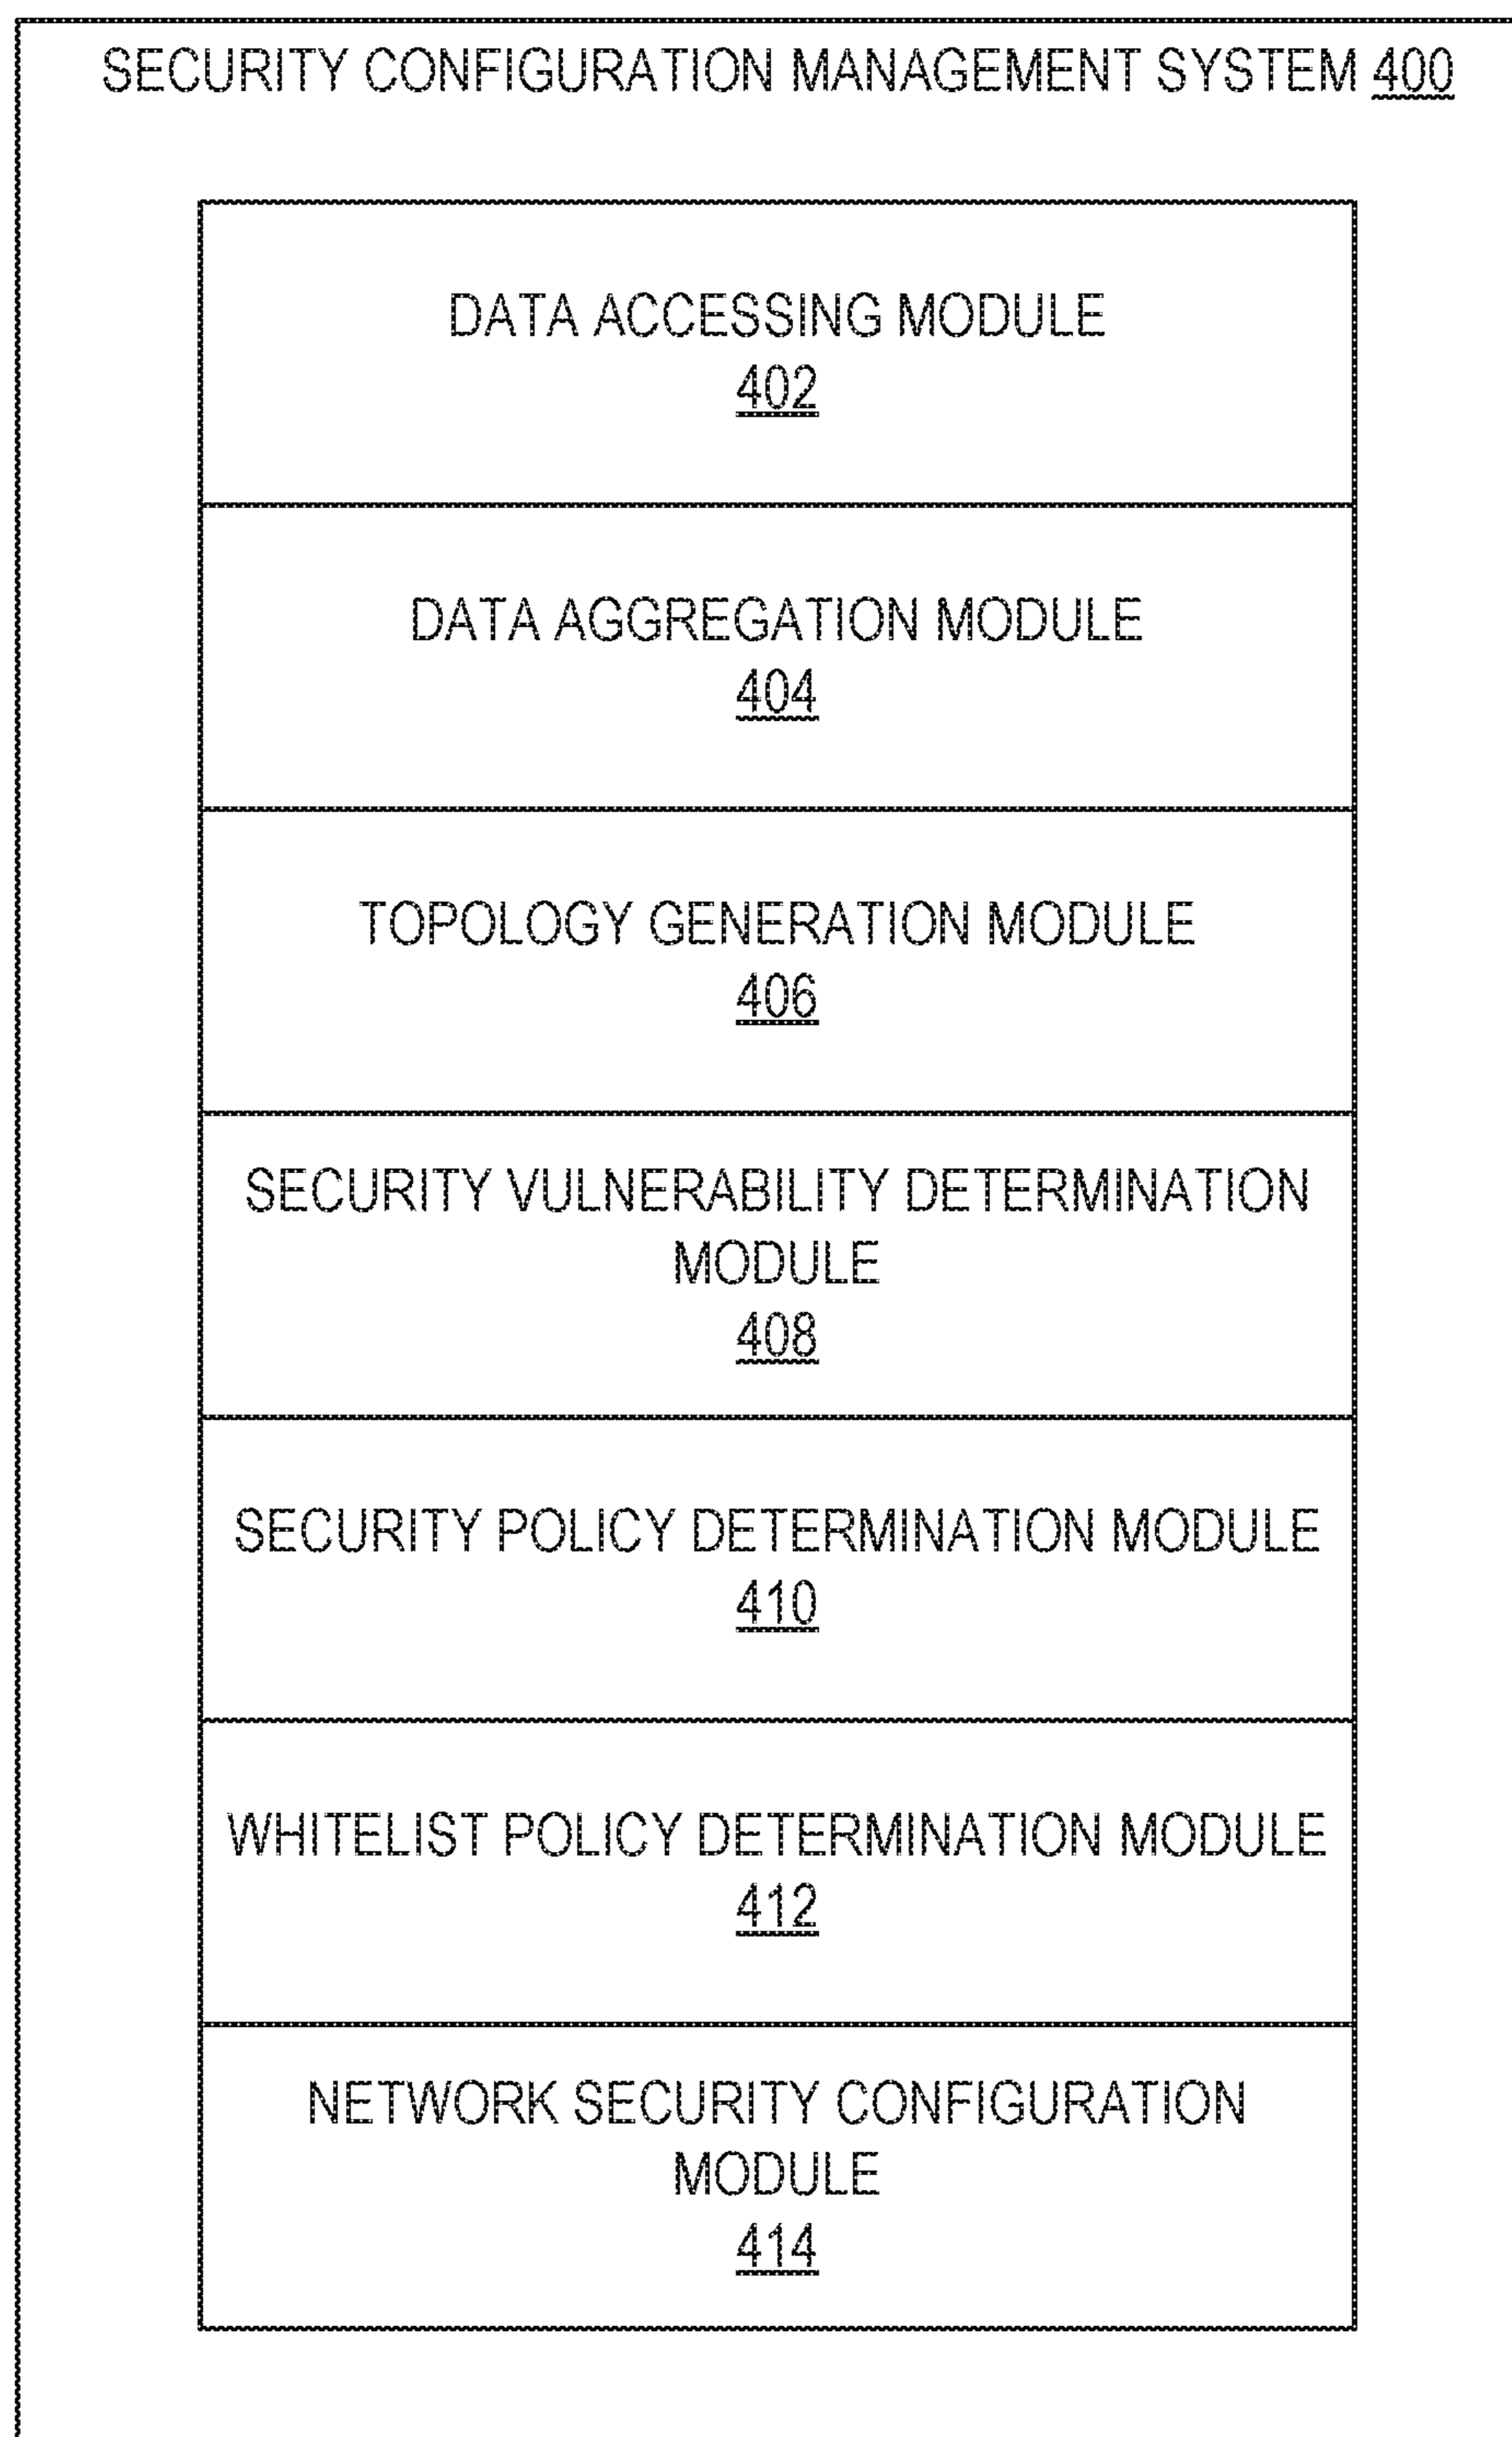 SECURITY CONFIGURATION MANAGEMENT SYSTEM 400
DATA ACCESSING MODULE
402
DATA AGGREGATION MODULE
404
TOPOLOGY GENERATION MODULE
406
SECURITY VULNERABILITY DETERMINATION
MODULE
408
SECURITY POLICY DETERMINATION MODULE
410
WHITELIST POLICY DETERMINATION MODULE
412
NETWORK SECURITY CONFIGURATION
MODULE
414